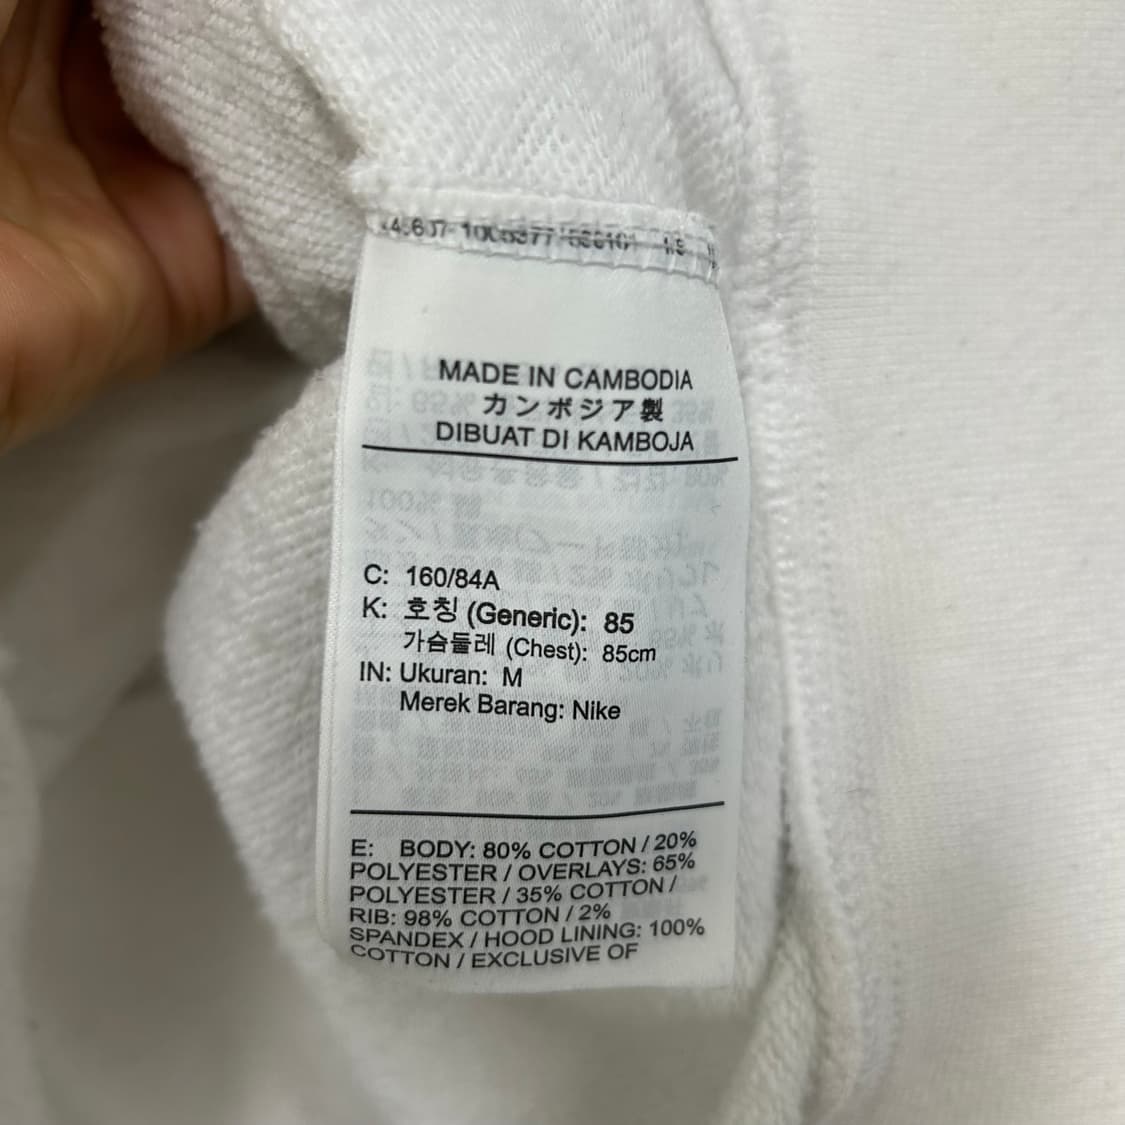 MADE IN CAMBODIA
カンボジア製
DIBUAT DI KAMBOJA
C: 160/84A
K: 호칭 (Generic): 85
가슴둘레 (Chest): 85cm
IN: Ukuran: M
Merek Barang: Nike
E: BODY: 80% COTTON / 20%
POLYESTER / OVERLAYS: 65%
POLYESTER / 35% COTTON /
RIB: 98% COTTON / 2%
SPANDEX / HOOD LINING: 100%
COTTON / EXCLUSIVE OF